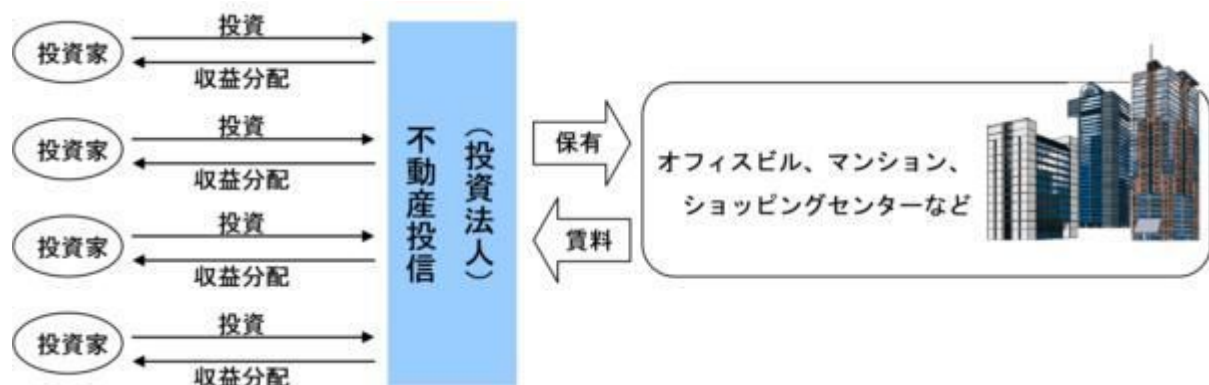 投資
投資家
収益分配
投資
投資家
収益分配
投資
投資家
収益分配
投資
投資家
収益分配
不動産投信
（投資法人）
保有
賃料
オフィスビル、マンション、
ショッピングセンターなど